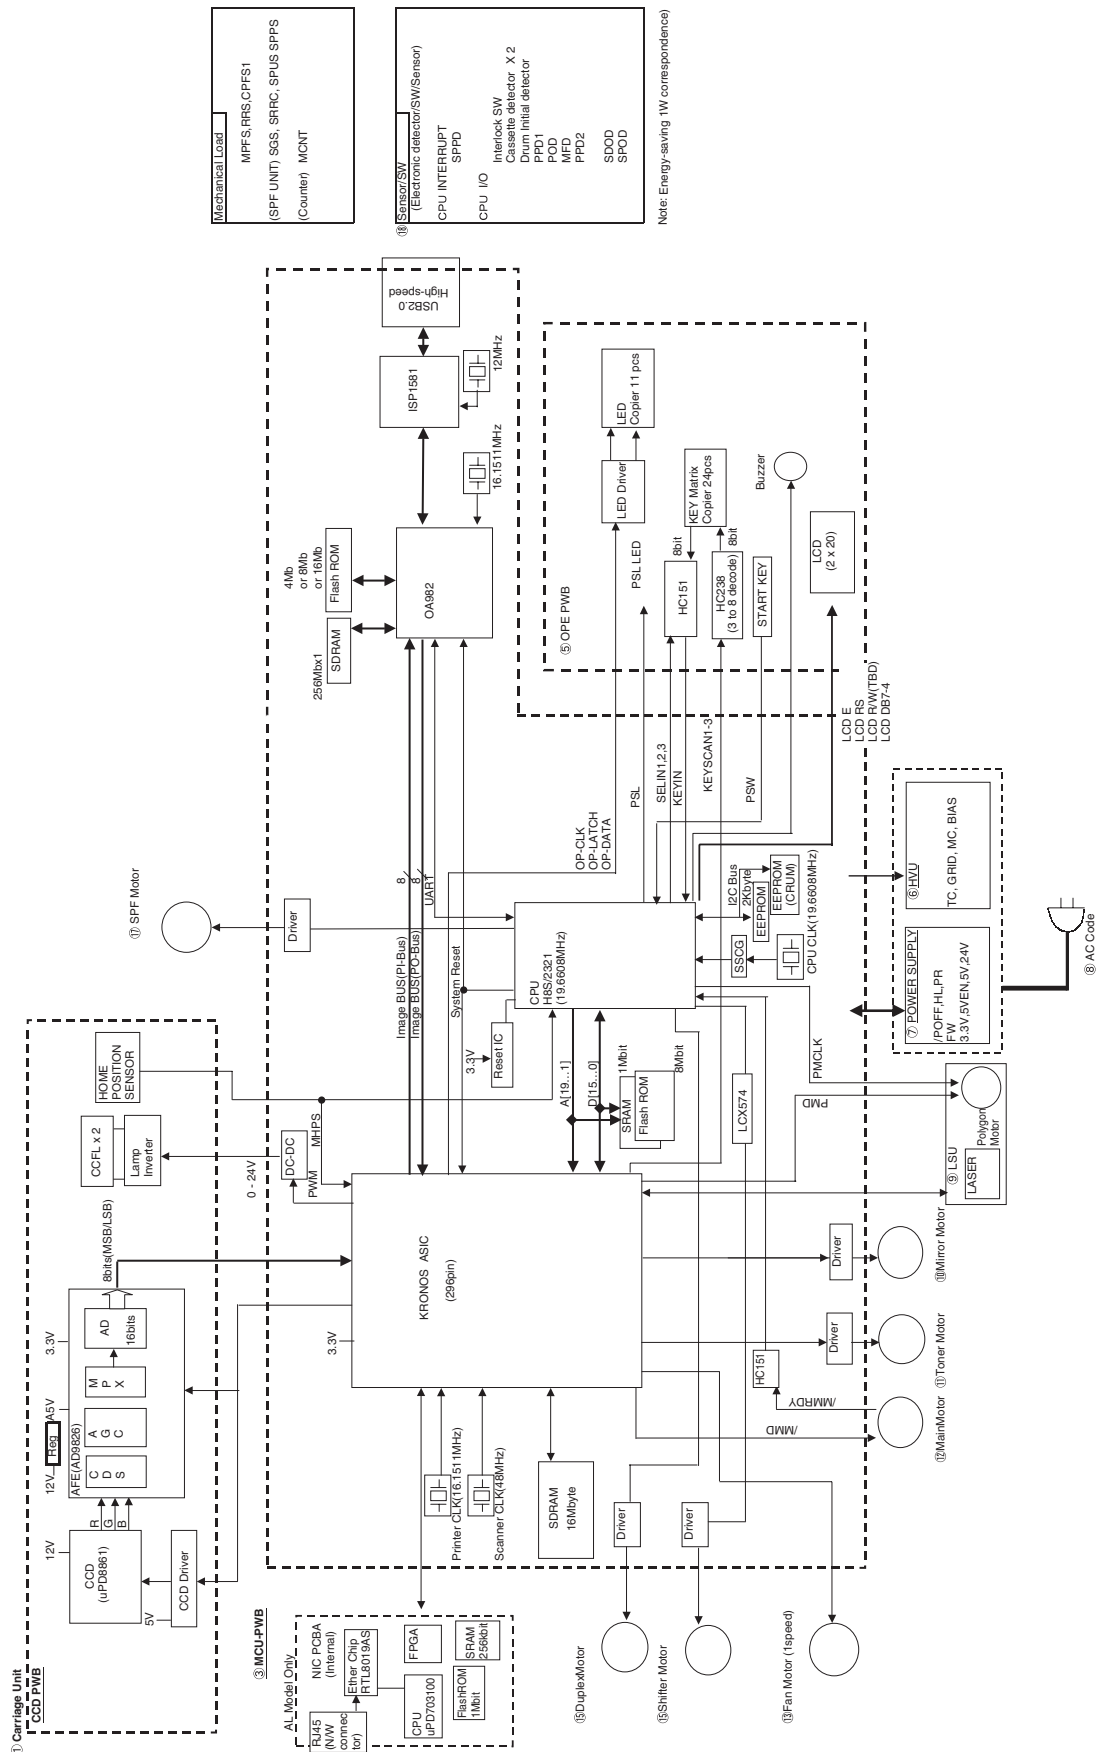 ① Carriage Unit
CCD PWB
CCD
(uPD8861)
12V
5V
CCD Driver
R
G
B
AFE(AD9826)
12V
Reg
A5V
3.3V
C
D
S
A
G
C
M
P
X
AD
16bits
8bits(MSB/LSB)
CCFL x 2
Lamp
Inverter
HOME
POSITION
SENSOR
0 - 24V
DC-DC
PWM
MHPS
⑰ SPF Motor
Driver
Mechanical Load
MPFS,RRS,CPFS1
(SPF UNIT) SGS, SRRC, SPUS SPPS
(Counter) MCNT
⑱ Sensor/SW
(Electronic detector/SW/Sensor)
CPU INTERRUPT
SPPD
CPU I/O
Interlock SW
Cassette detector X 2
Drum Initial detector
PPD1
POD
MFD
PPD2
SDOD
SPOD
Note: Energy-saving 1W correspondence)
③ MCU-PWB
AL Model Only
NIC PCBA
(Internal)
RJ45
(N/W
connec
tor)
Ether Chip
RTL8019AS
CPU
uPD703100
FPGA
FlashROM
1Mbit
SRAM
256kbit
Printer CLK(16.1511MHz)
Scanner CLK(48MHz)
SDRAM
16Mbyte
3.3V
KRONOS ASIC
(296pin)
Image BUS(PI-Bus)
8
Image BUS(PO-Bus)
8
UART
System Reset
3.3V
Reset IC
CPU
H8S/2321
(19.6608MHz)
A[19...1]
D[15...0]
1Mbit
SRAM
Flash ROM
8Mbit
LCX574
SSCG
CPU CLK(19.6608MHz)
I2C Bus
2Kbyte
EEPROM
EEPROM
(CRUM)
256Mbx1
SDRAM
4Mb
or 8Mb
or 16Mb
Flash ROM
OA982
16.1511MHz
ISP1581
12MHz
USB2.0
High-speed
⑤ OPE PWB
OP-CLK
OP-LATCH
OP-DATA
LED Driver
LED
Copier 11 pcs
PSL
PSL LED
SELIN1,2,3
KEYIN
HC151
8bit
KEY Matrix
Copier 24pcs
KEYSCAN1-3
HC238
(3 to 8 decode)
8bit
PSW
START KEY
Buzzer
LCD
(2 x 20)
LCD E
LCD RS
LCD R/W(TBD)
LCD DB7-4
PMCLK
PMD
⑥ HVU
TC, GRID, MC, BIAS
⑦ POWER SUPPLY
/POFF,HL,PR
FW
3.3V,5VEN,5V,24V
⑧ AC Code
⑨ LSU
LASER
Polygon
Motor
Driver
⑩Mirror Motor
Driver
⑪Toner Motor
HC151
/MMRDY
/MMD
⑫MainMotor
Driver
⑮DuplexMotor
Driver
⑮Shifter Motor
⑬Fan Motor (1speed)